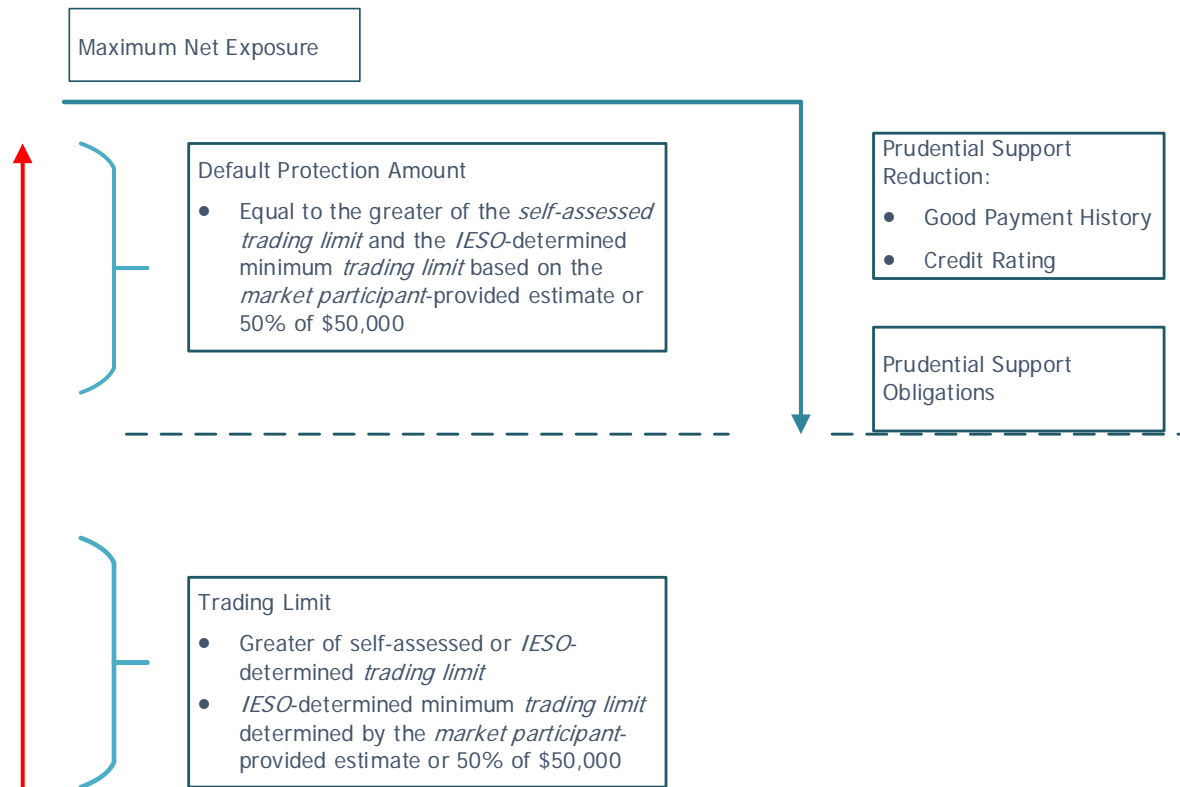 Maximum Net Exposure
Default Protection Amount
● Equal to the greater of the self-assessed
trading limit and the IESO-determined
minimum trading limit based on the
market participant-provided estimate or
50% of $50,000
Prudential Support
Reduction:
● Good Payment History
● Credit Rating
Prudential Support
Obligations
Trading Limit
● Greater of self-assessed or IESO-
determined trading limit
● IESO-determined minimum trading limit
determined by the market participant-
provided estimate or 50% of $50,000